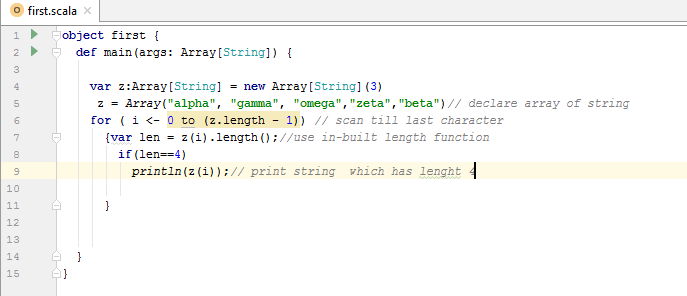 first.scala
1 object first {
2 def main(args: Array[String]) {
3
4 var z:Array[String] = new Array[String](3)
5 z = Array("alpha", "gamma", "omega","zeta","beta")// declare array of string
6 for ( i <- 0 to (z.length - 1)) // scan till last character
7 {var len = z(i).length();//use in-built length function
8 if(len==4)
9 println(z(i));// print string which has lenght 4
10
11 }
12
13
14 }
15 }